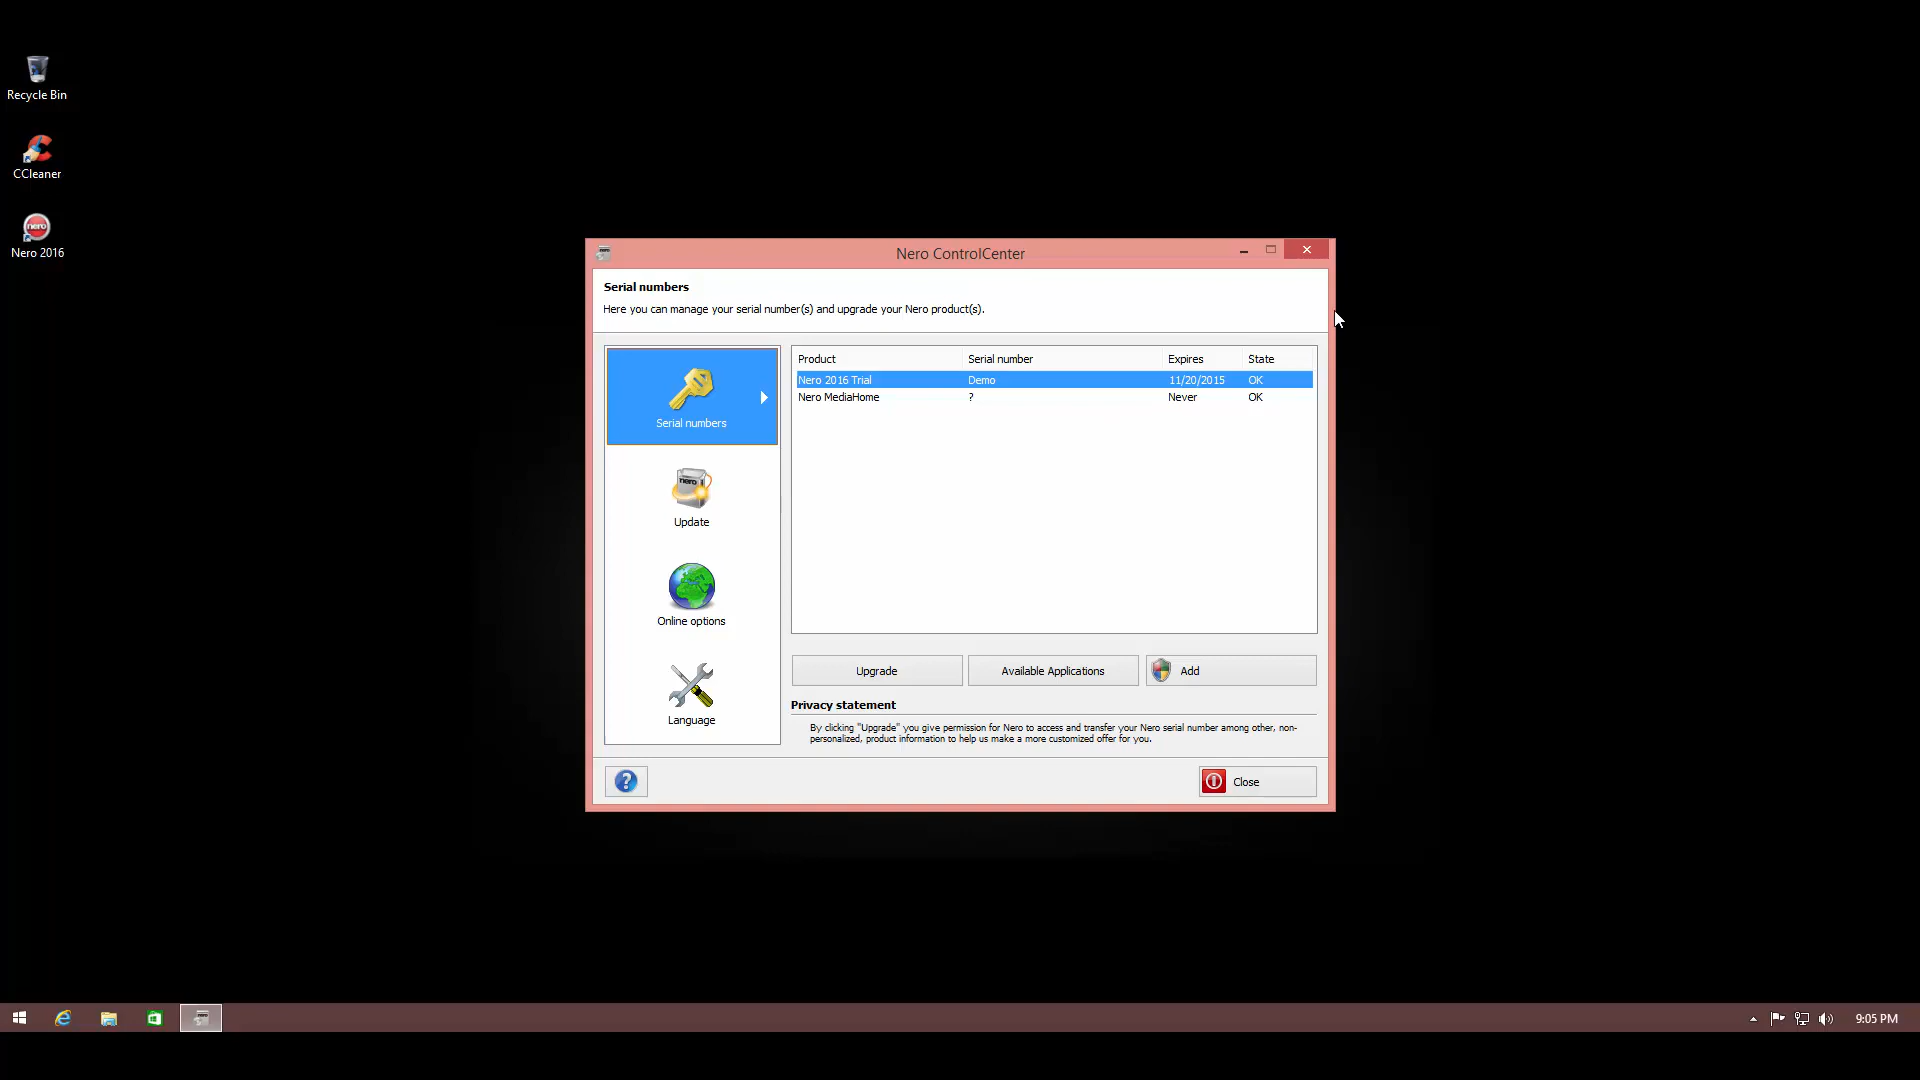 Recycle Bin
CCleaner
nero
Nero 2016
Nero ControlCenter
Serial numbers
Here you can manage your serial number(s) and upgrade your Nero product(s).
Serial numbers
nero
Update
Online options
Language
Product Serial number Expires State
Nero 2016 Trial Demo 11/20/2015 OK
Nero MediaHome ? Never OK
Upgrade Available Applications Add
Privacy statement
By clicking "Upgrade" you give permission for Nero to access and transfer your Nero serial number among other, non-
personalized, product information to help us make a more customized offer for you.
? Close
9:05 PM